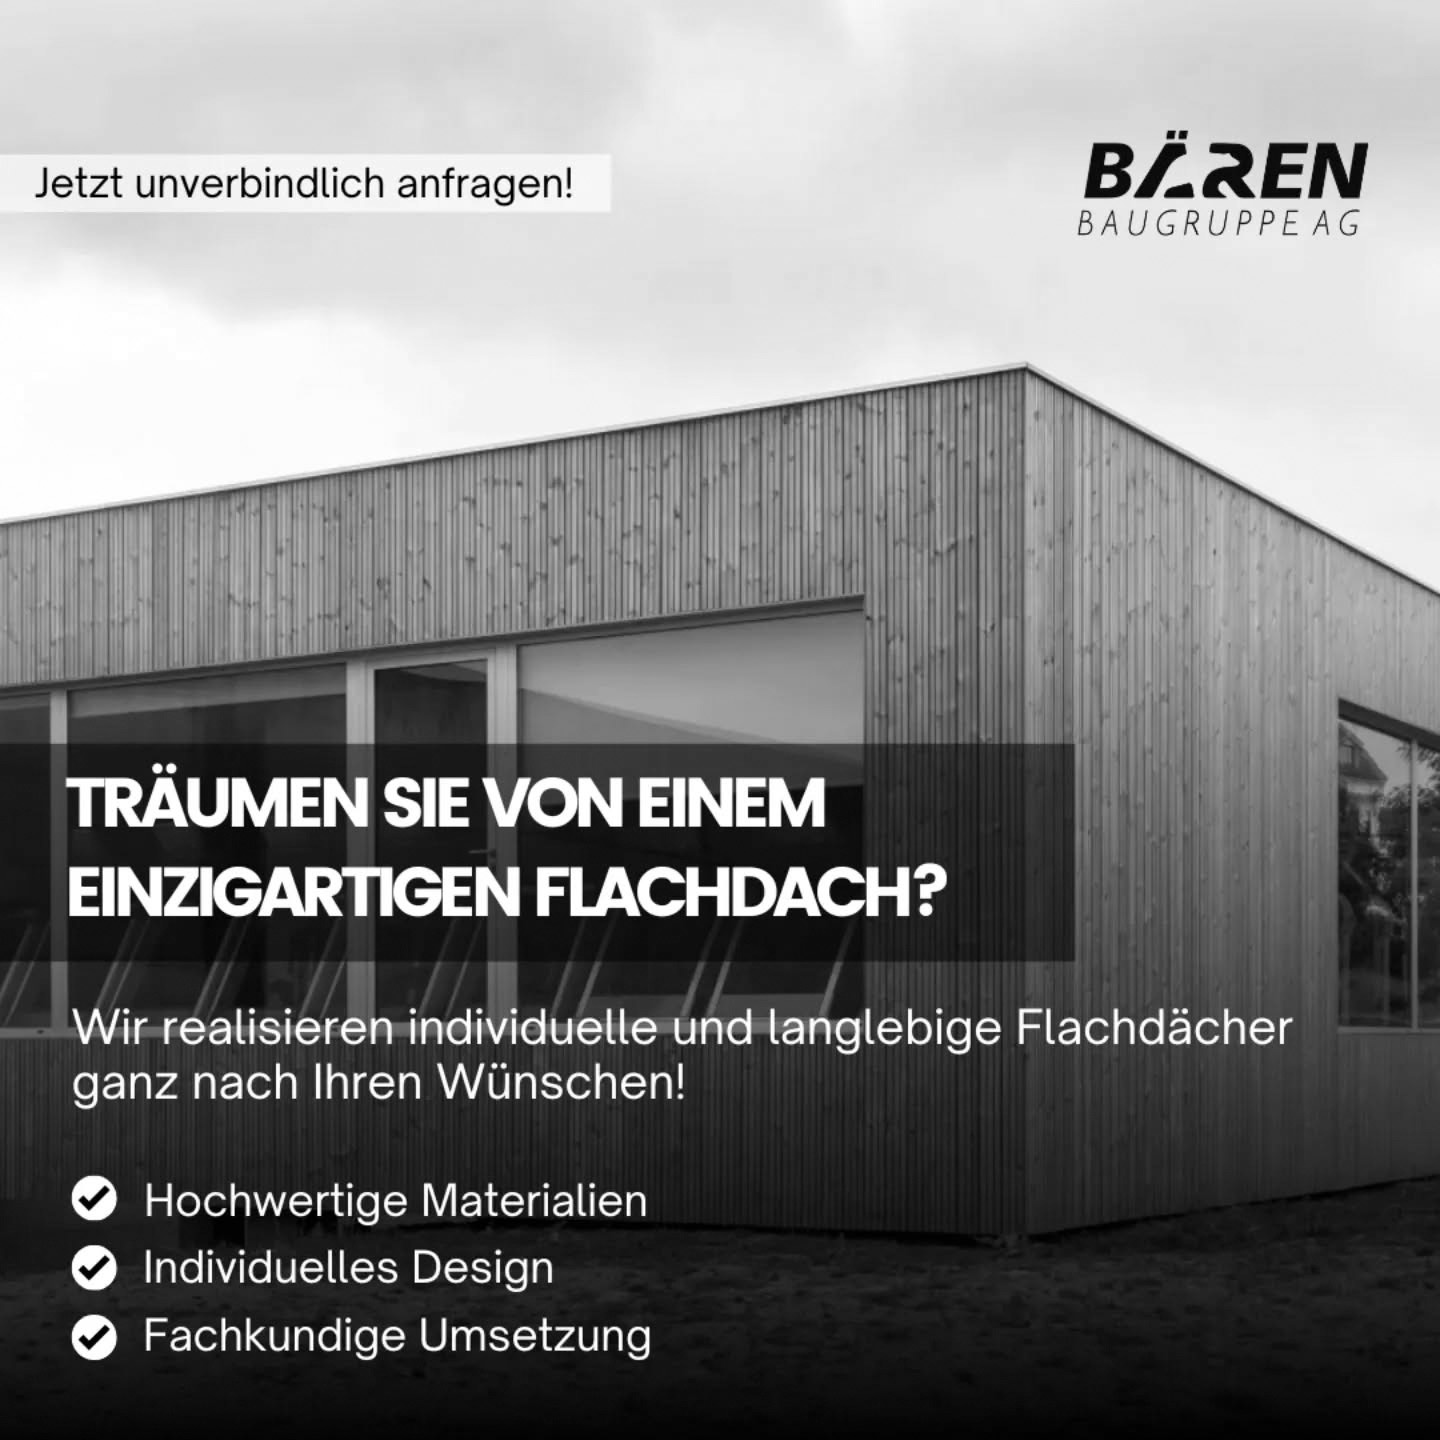 Jetzt unverbindlich anfragen!
BÄREN
BAUGRUPPE AG
TRÄUMEN SIE VON EINEM
EINZIGARTIGEN FLACHDACH?
Wir realisieren individuelle und langlebige Flachdächer
ganz nach Ihren Wünschen!
Hochwertige Materialien
Individuelles Design
Fachkundige Umsetzung